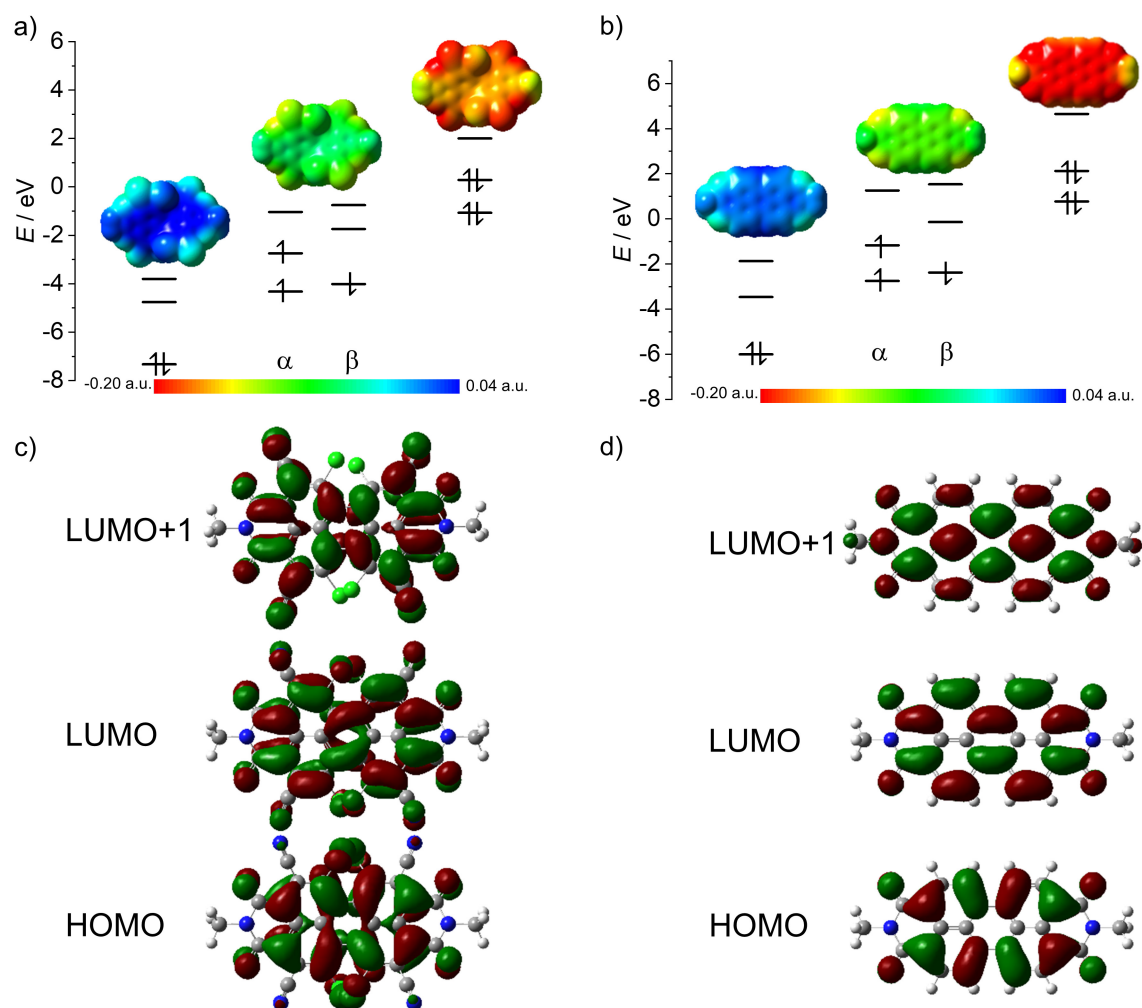 a)
6
4
2
0
-2
-4
-6
-8
E / eV
α β
-0.20 a.u. 0.04 a.u.
b)
6
4
2
0
-2
-4
-6
-8
E / eV
α β
-0.20 a.u. 0.04 a.u.
c)
LUMO+1
LUMO
HOMO
d)
LUMO+1
LUMO
HOMO